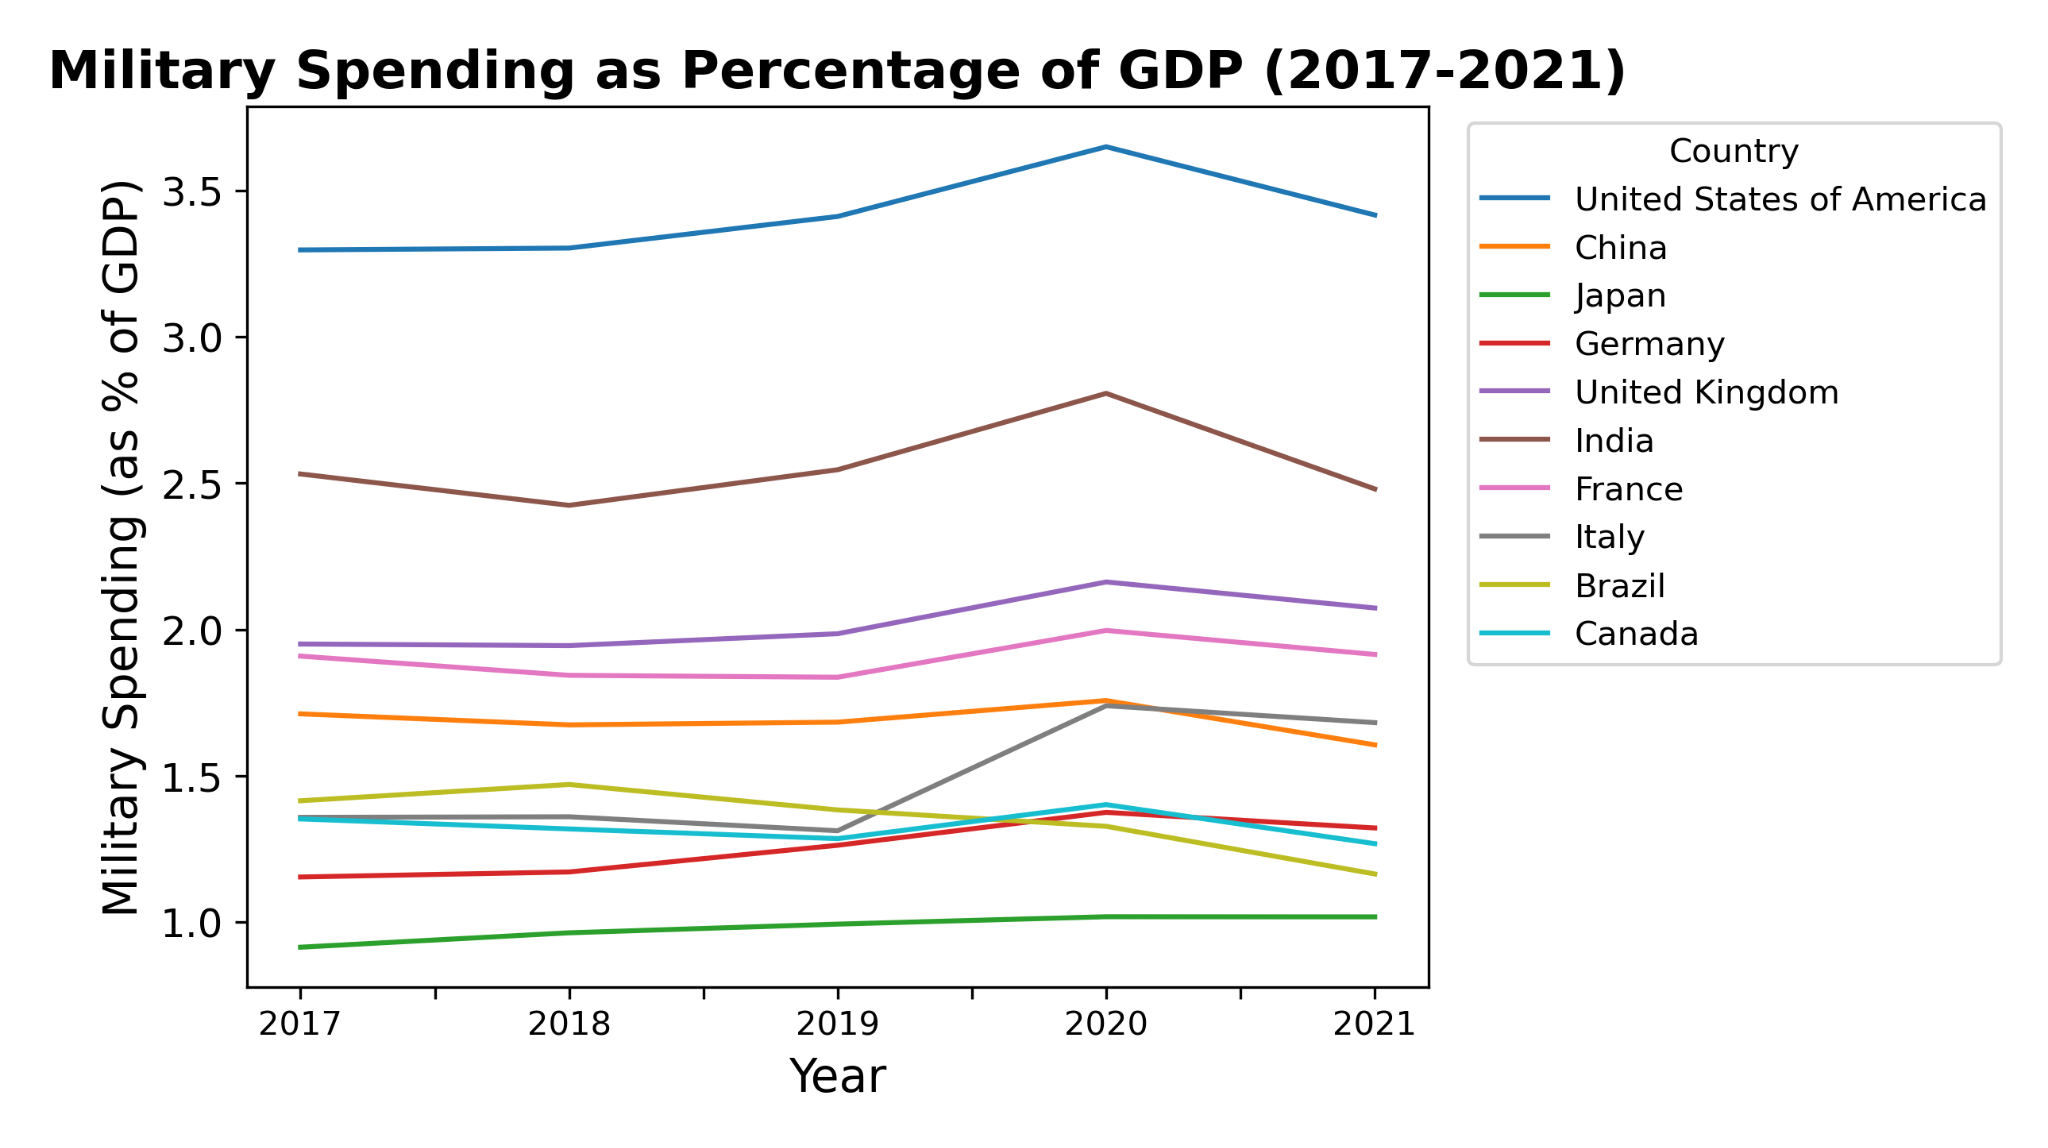 Military Spending as Percentage of GDP (2017-2021)
Military Spending (as % of GDP)
3.5
3.0
2.5
2.0
1.5
1.0
2017 2018 2019 2020 2021
Year
Country
United States of America
China
Japan
Germany
United Kingdom
India
France
Italy
Brazil
Canada